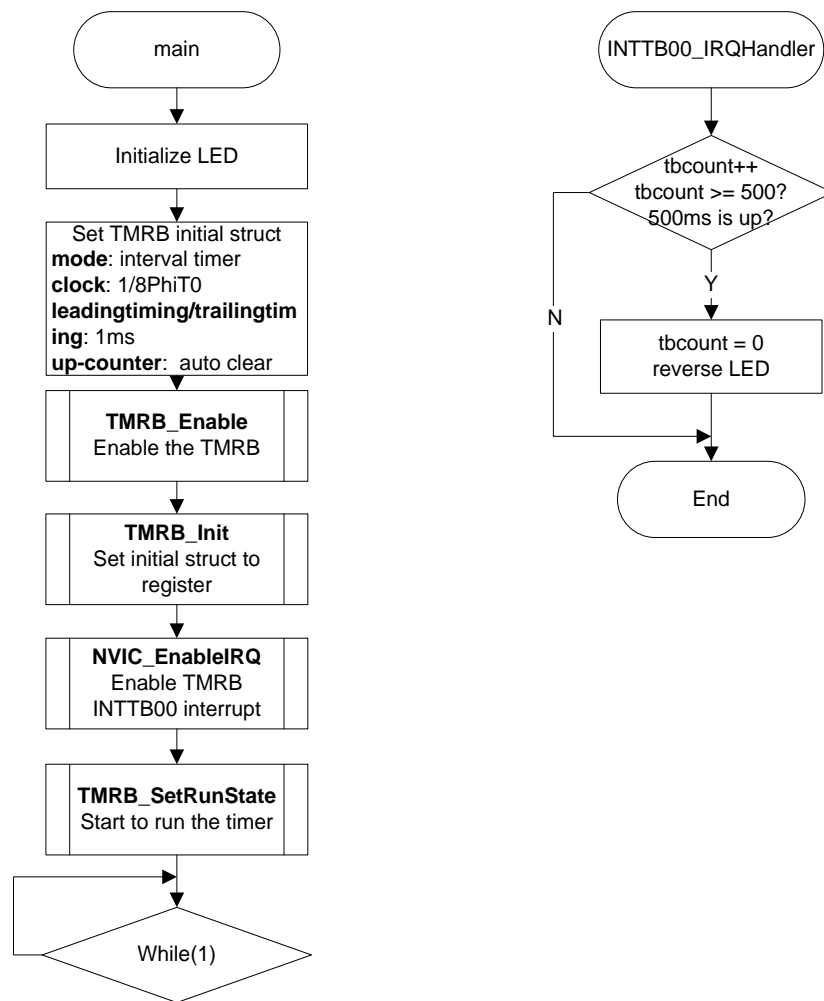 main
Initialize LED
Set TMRB initial struct
mode: interval timer
clock: 1/8PhiT0
leadingtiming/trailingtim
ing: 1ms
up-counter:  auto clear
TMRB_Enable
Enable the TMRB
TMRB_Init
Set initial struct to
register
NVIC_EnableIRQ
Enable TMRB
INTTB00 interrupt
TMRB_SetRunState
Start to run the timer
While(1)
INTTB00_IRQHandler
tbcount++
tbcount >= 500?
500ms is up?
Y
N
tbcount = 0
reverse LED
End